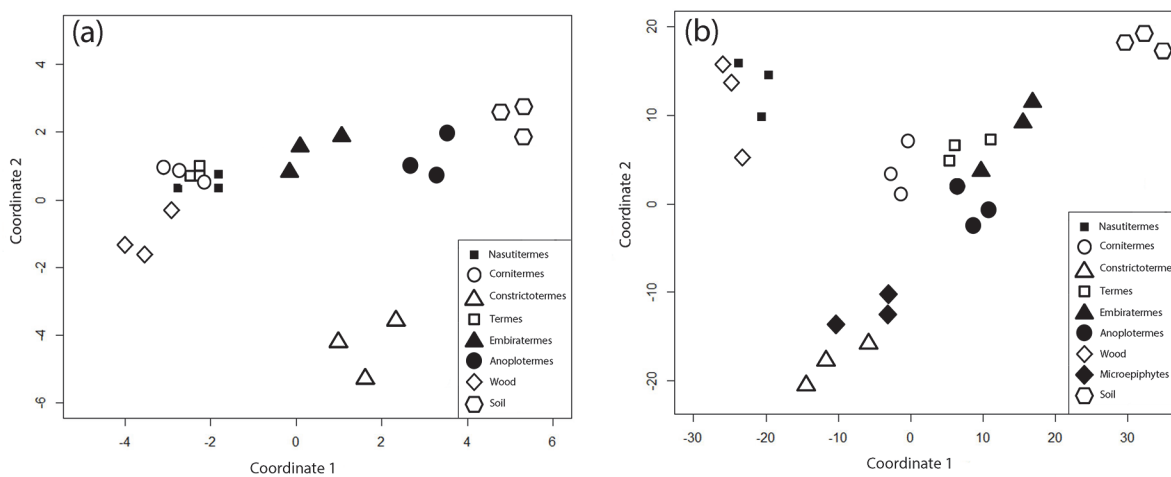 (a)
Coordinate 2
4
2
0
-2
-4
-6
-4
-2
0
2
4
6
Coordinate 1
Nasutitermes
Cornitermes
Constrictotermes
Termes
Embiratermes
Anoplotermes
Wood
Soil
(b)
Coordinate 2
20
10
0
-10
-20
-30
-20
-10
0
10
20
30
Coordinate 1
Nasutitermes
Cornitermes
Constrictoterme
Termes
Embiratermes
Anoplotermes
Wood
Microepiphytes
Soil